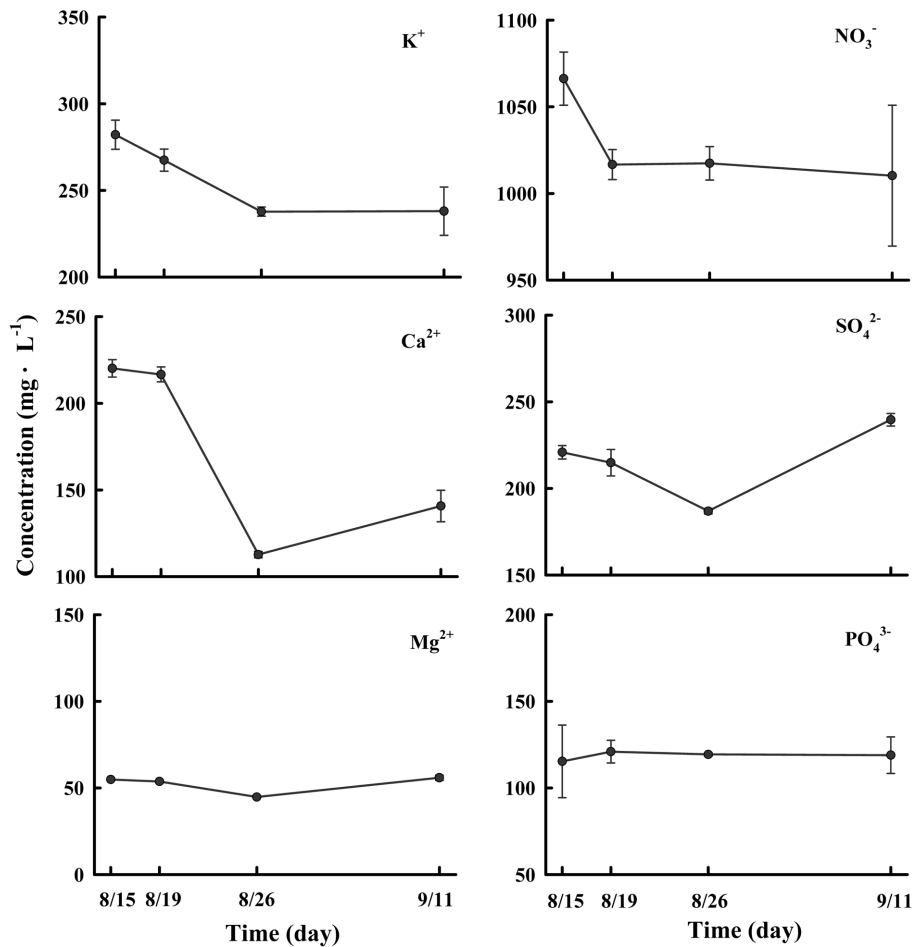 Concentration (mg · L⁻¹)
350
300
250
200
K⁺
1100
1050
1000
950
NO₃⁻
250
200
150
100
Ca²⁺
300
250
200
150
SO₄²⁻
150
100
50
0
Mg²⁺
8/15 8/19 8/26 9/11
Time (day)
200
150
100
50
PO₄³⁻
8/15 8/19 8/26 9/11
Time (day)